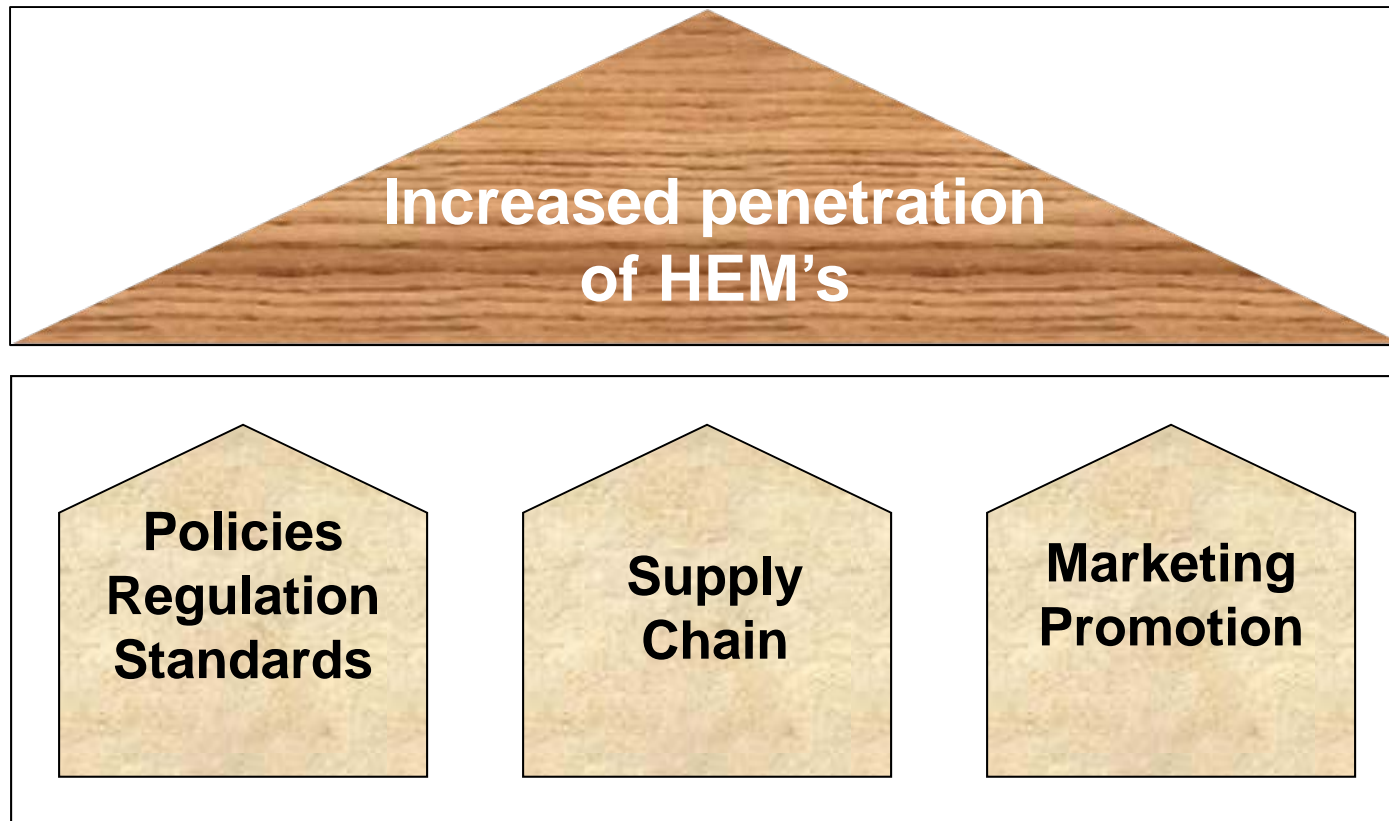 Increased penetration
of HEM’s
Policies
Regulation
Standards
Supply
Chain
Marketing
Promotion